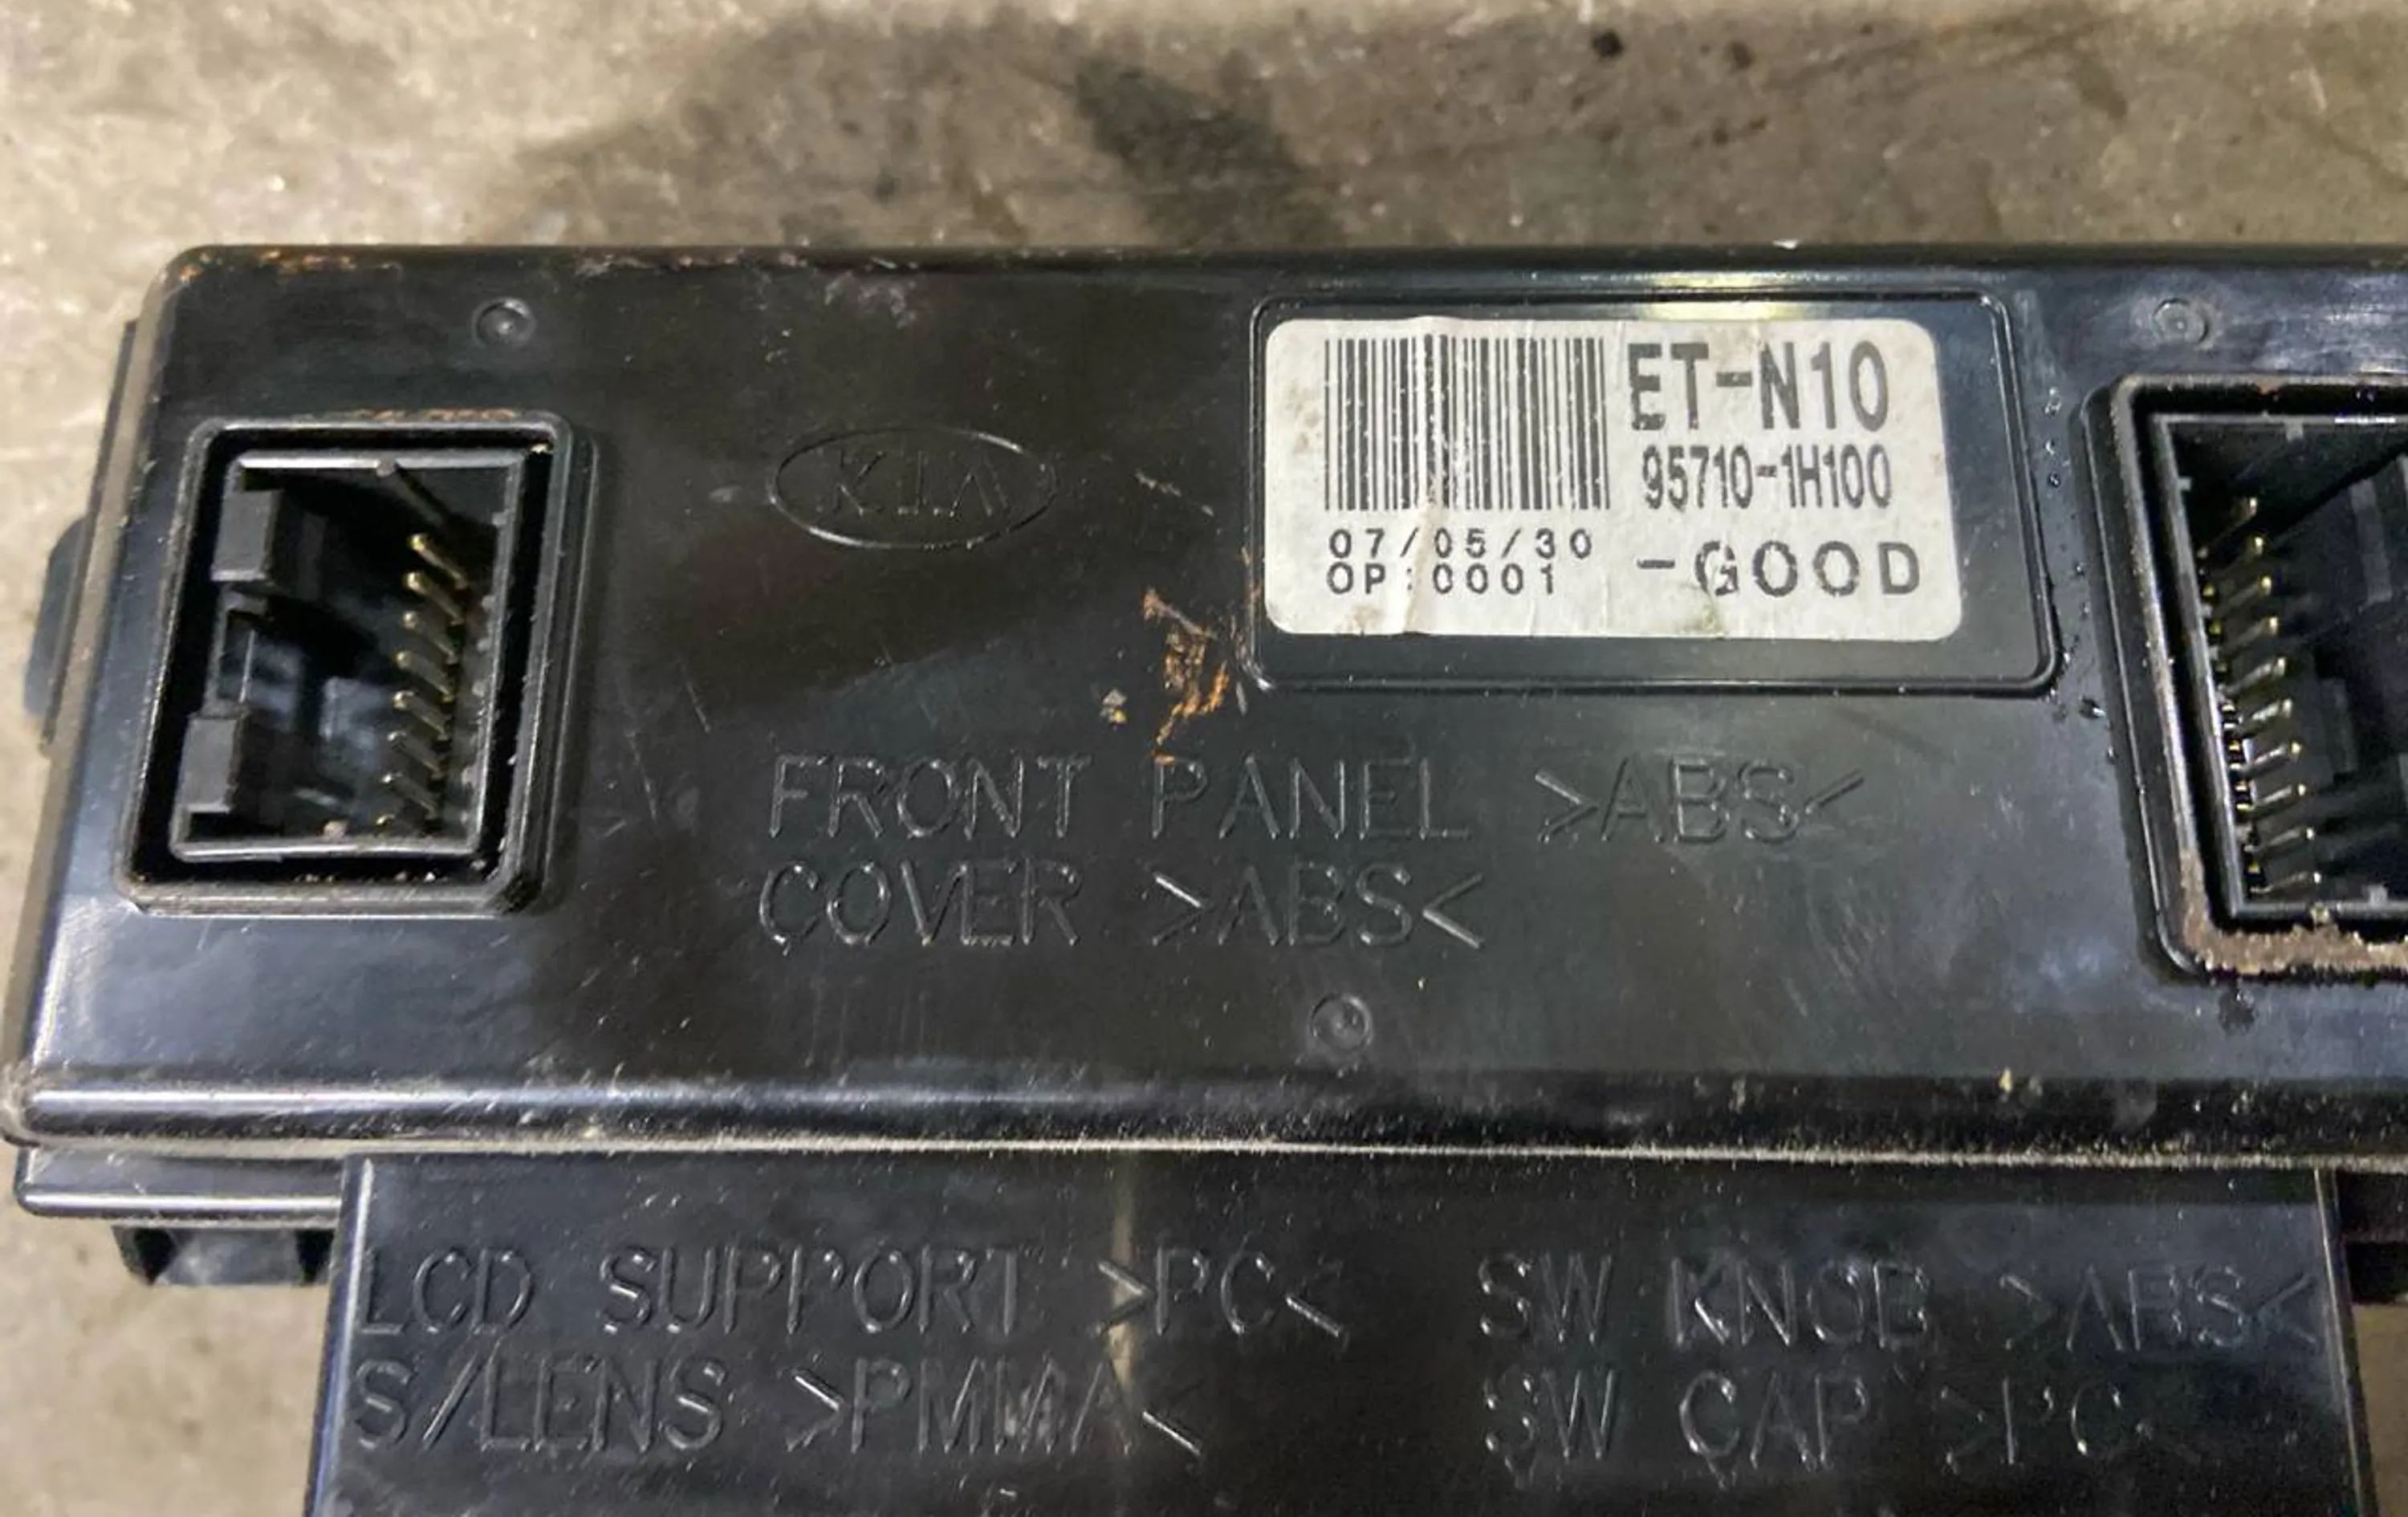 ET-N10
95710-1H100
07/05/30
OP:0001
-GOOD
KIA
FRONT PANEL >ABS<
COVER >ABS<
LCD SUPPORT >PC<
SW KNOB >ABS<
S/LENS >PMMA<
SW CAP >PC<